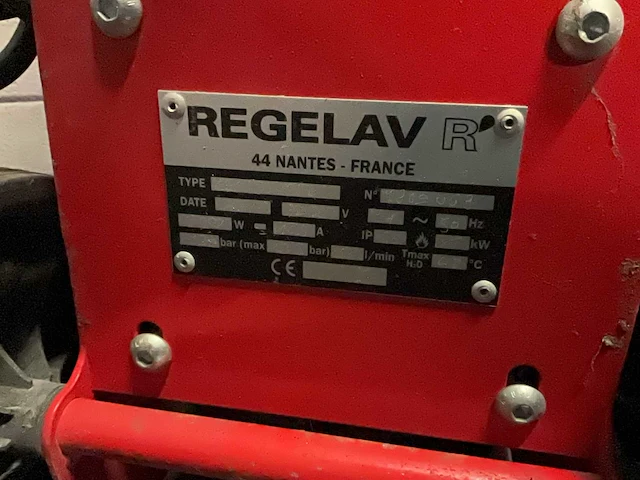 REGELAV R'
44 NANTES - FRANCE
TYPE N°
DATE V ~ Hz
W A IP kW
bar (max bar) l/min Tmax H2O °C
CE